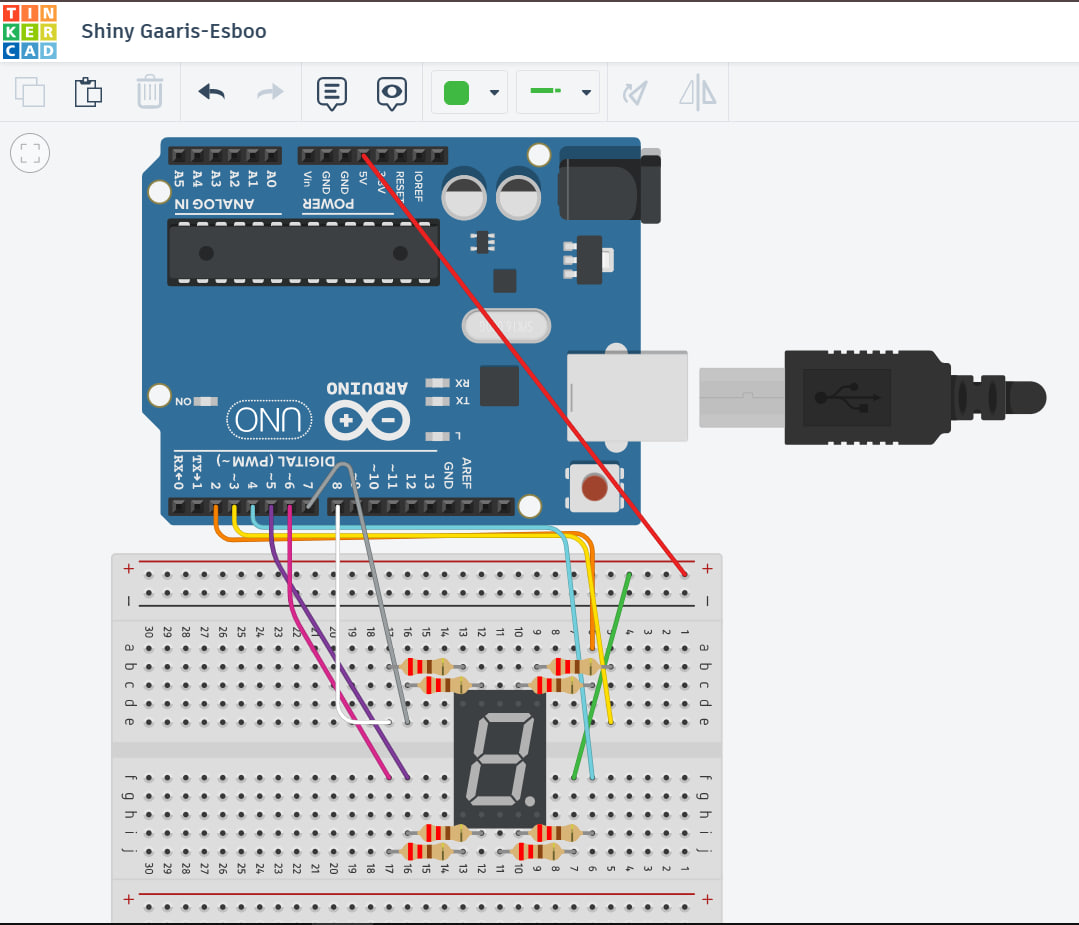 TIN
KER
CAD
Shiny Gaaris-Esboo
A5 A4 A3 A2 A1 A0
Vin GND GND 5V 3.3V RESET IOREF
ANALOG IN
POWER
ARDUINO
UNO
ON
RX
TX
L
DIGITAL (PWM~)
RX←0 TX→1 2 ~3 4 ~5 ~6 7 8 ~10 ~11 12 13 GND AREF
+ +
- -
30 29 28 27 26 25 24 23 22 21 20 19 18 17 16 15 14 13 12 11 10 9 8 7 6 5 4 3 2 1
a a
b b
c c
d d
e e
f f
g g
h h
i i
j j
30 29 28 27 26 25 24 23 22 21 20 19 18 17 16 15 14 13 12 11 10 9 8 7 6 5 4 3 2 1
+ +